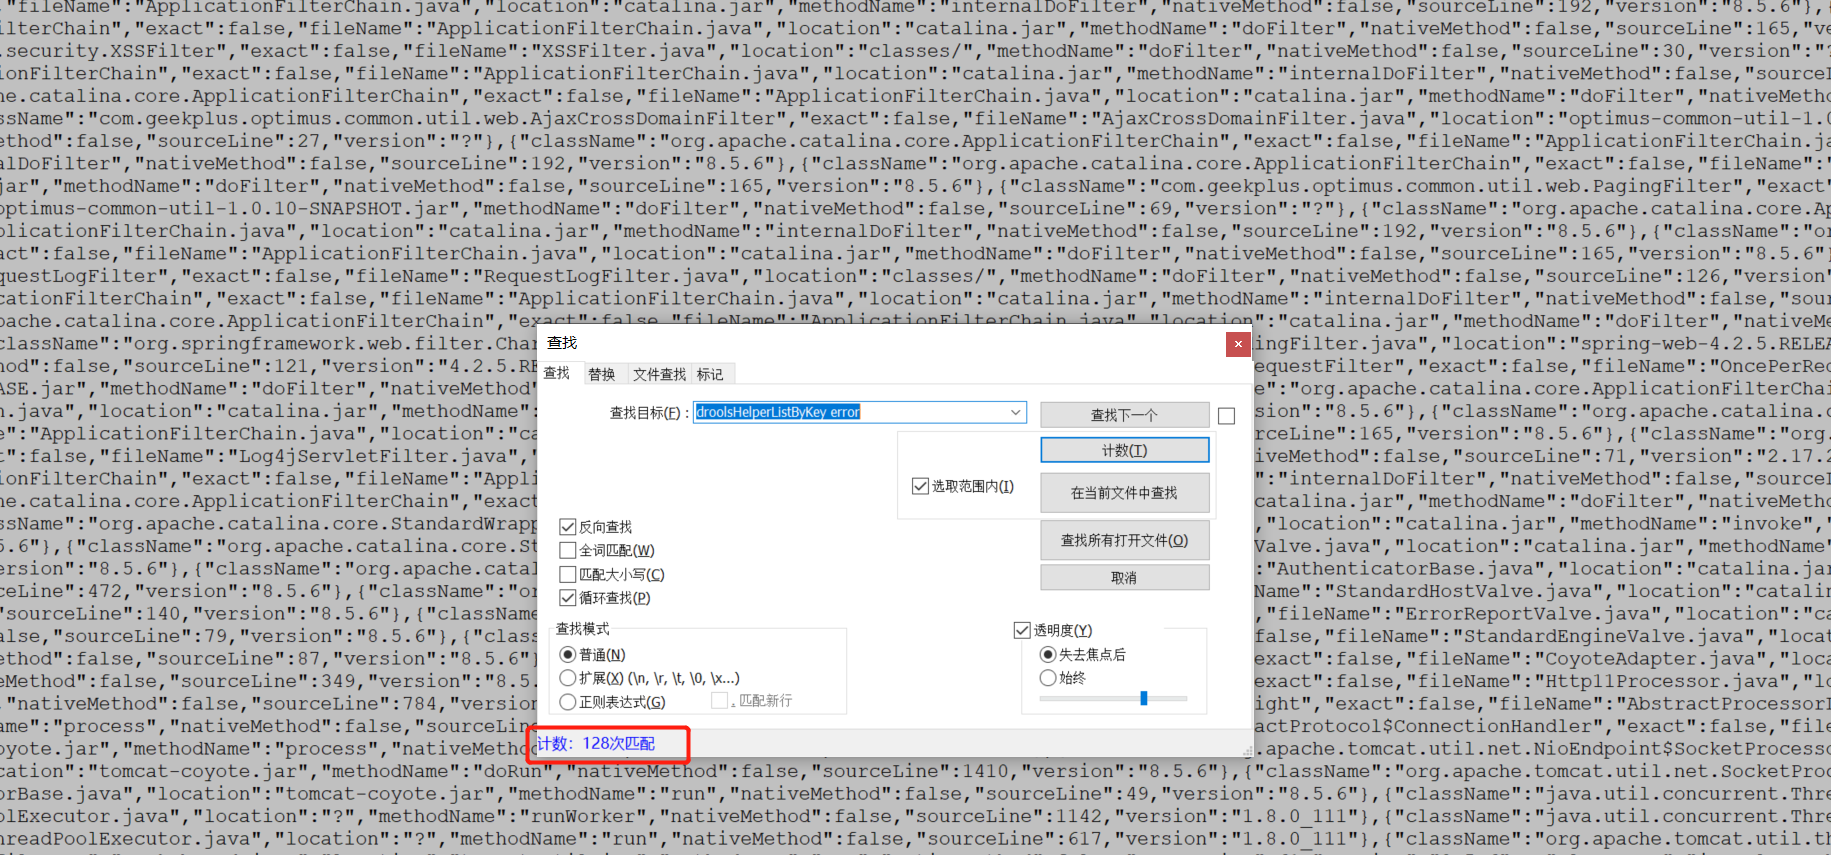 ,"fileName":"ApplicationFilterChain.java","location":"catalina.jar","methodName":"internalDoFilter","nativeMethod":false,"sourceLine":192,"version":"8.5.6"},{
ilterChain","exact":false,"fileName":"ApplicationFilterChain.java","location":"catalina.jar","methodName":"doFilter","nativeMethod":false,"sourceLine":165,"ve
.security.XSSFilter","exact":false,"fileName":"XSSFilter.java","location":"classes/","methodName":"doFilter","nativeMethod":false,"sourceLine":30,"version":"?
ionFilterChain","exact":false,"fileName":"ApplicationFilterChain.java","location":"catalina.jar","methodName":"internalDoFilter","nativeMethod":false,"sourceL
he.catalina.core.ApplicationFilterChain","exact":false,"fileName":"ApplicationFilterChain.java","location":"catalina.jar","methodName":"doFilter","nativeMetho
ssName":"com.geekplus.optimus.common.util.web.AjaxCrossDomainFilter","exact":false,"fileName":"AjaxCrossDomainFilter.java","location":"optimus-common-util-1.0
ethod":false,"sourceLine":27,"version":"?"},{"className":"org.apache.catalina.core.ApplicationFilterChain","exact":false,"fileName":"ApplicationFilterChain.ja
alDoFilter","nativeMethod":false,"sourceLine":192,"version":"8.5.6"},{"className":"org.apache.catalina.core.ApplicationFilterChain","exact":false,"fileName":"
jar","methodName":"doFilter","nativeMethod":false,"sourceLine":165,"version":"8.5.6"},{"className":"com.geekplus.optimus.common.util.web.PagingFilter","exact"
optimus-common-util-1.0.10-SNAPSHOT.jar","methodName":"doFilter","nativeMethod":false,"sourceLine":69,"version":"?"},{"className":"org.apache.catalina.core.Ap
plicationFilterChain.java","location":"catalina.jar","methodName":"internalDoFilter","nativeMethod":false,"sourceLine":192,"version":"8.5.6"},{"className":"or
act":false,"fileName":"ApplicationFilterChain.java","location":"catalina.jar","methodName":"doFilter","nativeMethod":false,"sourceLine":165,"version":"8.5.6"}
questLogFilter","exact":false,"fileName":"RequestLogFilter.java","location":"classes/","methodName":"doFilter","nativeMethod":false,"sourceLine":126,"version"
cationFilterChain","exact":false,"fileName":"ApplicationFilterChain.java","location":"catalina.jar","methodName":"internalDoFilter","nativeMethod":false,"sour
pache.catalina.core.ApplicationFilterChain","exact":false,"fileName":"ApplicationFilterChain.java","location":"catalina.jar","methodName":"doFilter","nativeMe
className":"org.springframework.web.filter.Char
查找
ingFilter.java","location":"spring-web-4.2.5.RELEA
hod":false,"sourceLine":121,"version":"4.2.5.RE
查找 替换 文件查找 标记
equestFilter","exact":false,"fileName":"OncePerReq
ASE.jar","methodName":"doFilter","nativeMethod
e":"org.apache.catalina.core.ApplicationFilterChai
n.java","location":"catalina.jar","methodName"
查找目标(F) : droolsHelperListByKey error 查找下一个
sion":"8.5.6"},{"className":"org.apache.catalina.c
e":"ApplicationFilterChain.java","location":"ca
rceLine":165,"version":"8.5.6"},{"className":"org.
t":false,"fileName":"Log4jServletFilter.java","
计数(T)
iveMethod":false,"sourceLine":71,"version":"2.17.2
onFilterChain","exact":false,"fileName":"Appli
:"internalDoFilter","nativeMethod":false,"sourceLi
选取范围内(I) 在当前文件中查找
e.catalina.core.ApplicationFilterChain","exact
catalina.jar","methodName":"doFilter","nativeMetho
ssName":"org.apache.catalina.core.StandardWrapp
反向查找
,"location":"catalina.jar","methodName":"invoke",
5.6"},{"className":"org.apache.catalina.core.St
全词匹配(W) 查找所有打开文件(O)
Valve.java","location":"catalina.jar","methodName"
ersion":"8.5.6"},{"className":"org.apache.catal
匹配大小写(C) 取消
"AuthenticatorBase.java","location":"catalina.jar
ceLine":472,"version":"8.5.6"},{"className":"or
循环查找(P)
Name":"StandardHostValve.java","location":"catalin
"sourceLine":140,"version":"8.5.6"},{"className
,"fileName":"ErrorReportValve.java","location":"ca
查找模式 透明度(Y)
alse,"sourceLine":79,"version":"8.5.6"},{"class
false,"fileName":"StandardEngineValve.java","locat
普通(N) 失去焦点后
ethod":false,"sourceLine":87,"version":"8.5.6"}
false,"fileName":"CoyoteAdapter.java","location":"
扩展(X) (\n, \r, \t, \0, \x...) 始终
eMethod":false,"sourceLine":349,"version":"8.5.
"exact":false,"fileName":"Http11Processor.java","lo
正则表达式(G) . 匹配新行
,"nativeMethod":false,"sourceLine":784,"version
ight","exact":false,"fileName":"AbstractProcessorL
ame":"process","nativeMethod":false,"sourceLine
actProtocol$ConnectionHandler","exact":false,"file
计数：128次匹配
oyote.jar","methodName":"process","nativeMethod
.apache.tomcat.util.net.NioEndpoint$SocketProcesso
cation":"tomcat-coyote.jar","methodName":"doRun","nativeMethod":false,"sourceLine":1410,"version":"8.5.6"},{"className":"org.apache.tomcat.util.net.SocketProc
orBase.java","location":"tomcat-coyote.jar","methodName":"run","nativeMethod":false,"sourceLine":49,"version":"8.5.6"},{"className":"java.util.concurrent.Thre
olExecutor.java","location":"?","methodName":"runWorker","nativeMethod":false,"sourceLine":1142,"version":"1.8.0_111"},{"className":"java.util.concurrent.Thre
hreadPoolExecutor.java","location":"?","methodName":"run","nativeMethod":false,"sourceLine":617,"version":"1.8.0_111"},{"className":"org.apache.tomcat.util.th